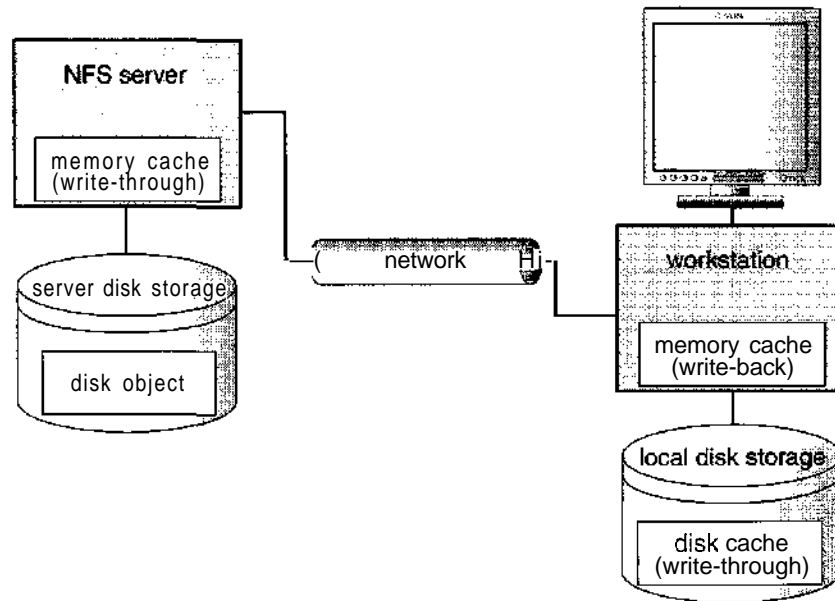 NFS server
memory cache
(write-through)
server disk storage
disk object
network
workstation
memory cache
(write-back)
local disk storage
disk cache
(write-through)